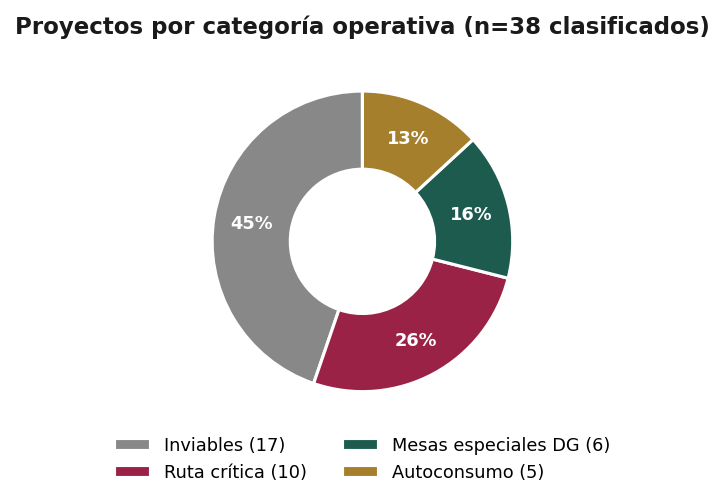 Proyectos por categoría operativa (n=38 clasificados)
13%
45%
16%
26%
Inviables (17)
Mesas especiales DG (6)
Ruta crítica (10)
Autoconsumo (5)